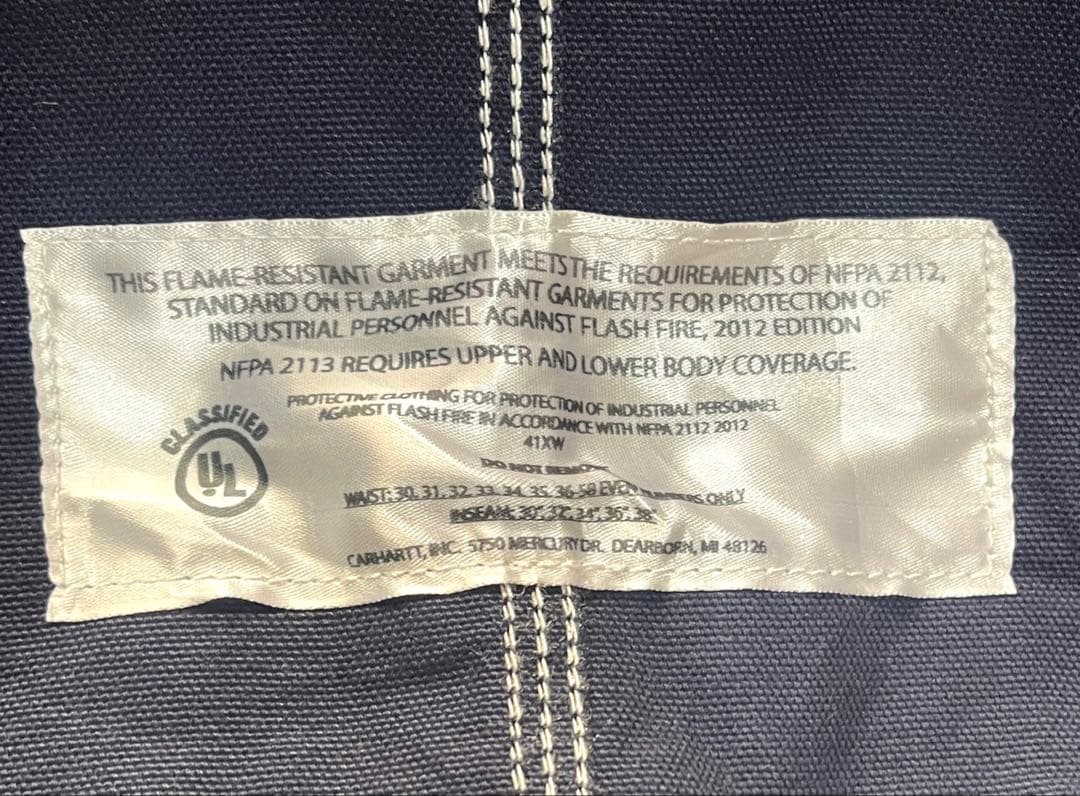 THIS FLAME-RESISTANT GARMENT MEETS THE REQUIREMENTS OF NFPA 2112,
STANDARD ON FLAME-RESISTANT GARMENTS FOR PROTECTION OF
INDUSTRIAL PERSONNEL AGAINST FLASH FIRE, 2012 EDITION
NFPA 2113 REQUIRES UPPER AND LOWER BODY COVERAGE.
PROTECTIVE CLOTHING FOR PROTECTION OF INDUSTRIAL PERSONNEL
AGAINST FLASH FIRE IN ACCORDANCE WITH NFPA 2112 2012
41XW
CLASSIFIED
UL
DO NOT REMOVE
WAIST: 30, 31, 32, 33, 34, 35, 36-58 EVEN NUMBERS ONLY
INSEAM: 30", 32", 34", 36", 38"
CARHARTT, INC. 5750 MERCURY DR. DEARBORN, MI 48126